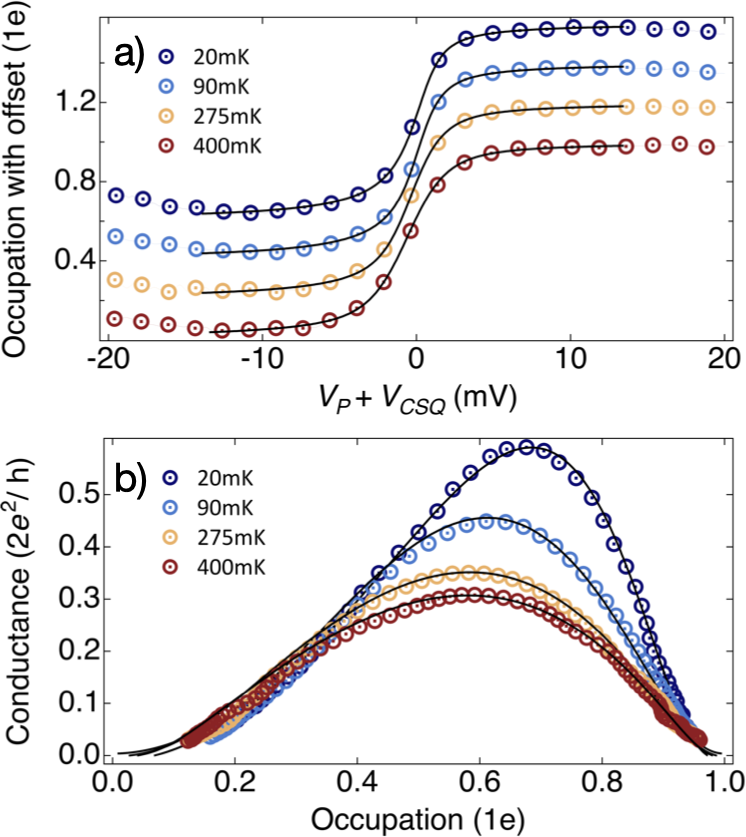 a)
20mK
90mK
275mK
400mK
Occupation with offset (1e)
1.2
0.8
0.4
-20 -10 0 10 20
V_P + V_CSQ (mV)
b)
20mK
90mK
275mK
400mK
Conductance (2e²/ h)
0.5
0.4
0.3
0.2
0.1
0.0
0.0 0.2 0.4 0.6 0.8 1.0
Occupation (1e)